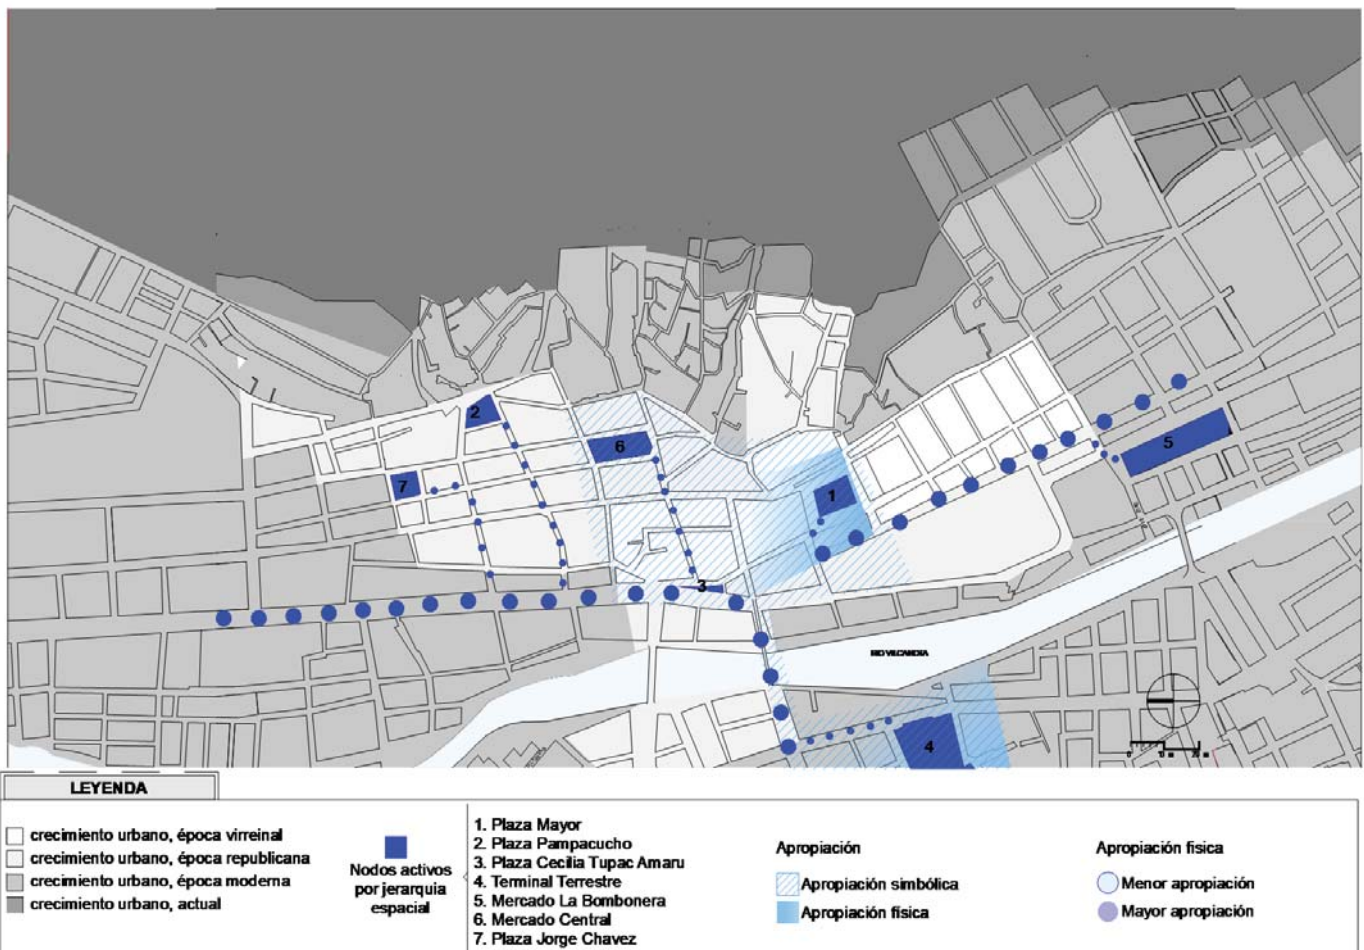 2
6
7
1
5
3
RIO VILCANOTA
4
0
LEYENDA
crecimiento urbano, época virreinal
crecimiento urbano, época republicana
crecimiento urbano, época moderna
crecimiento urbano, actual
Nodos activos
por jerarquia
espacial
1. Plaza Mayor
2. Plaza Pampacucho
3. Plaza Cecilia Tupac Amaru
4. Terminal Terrestre
5. Mercado La Bombonera
6. Mercado Central
7. Plaza Jorge Chavez
Apropiación
Apropiación simbólica
Apropiación física
Apropiación fisica
Menor apropiación
Mayor apropiación